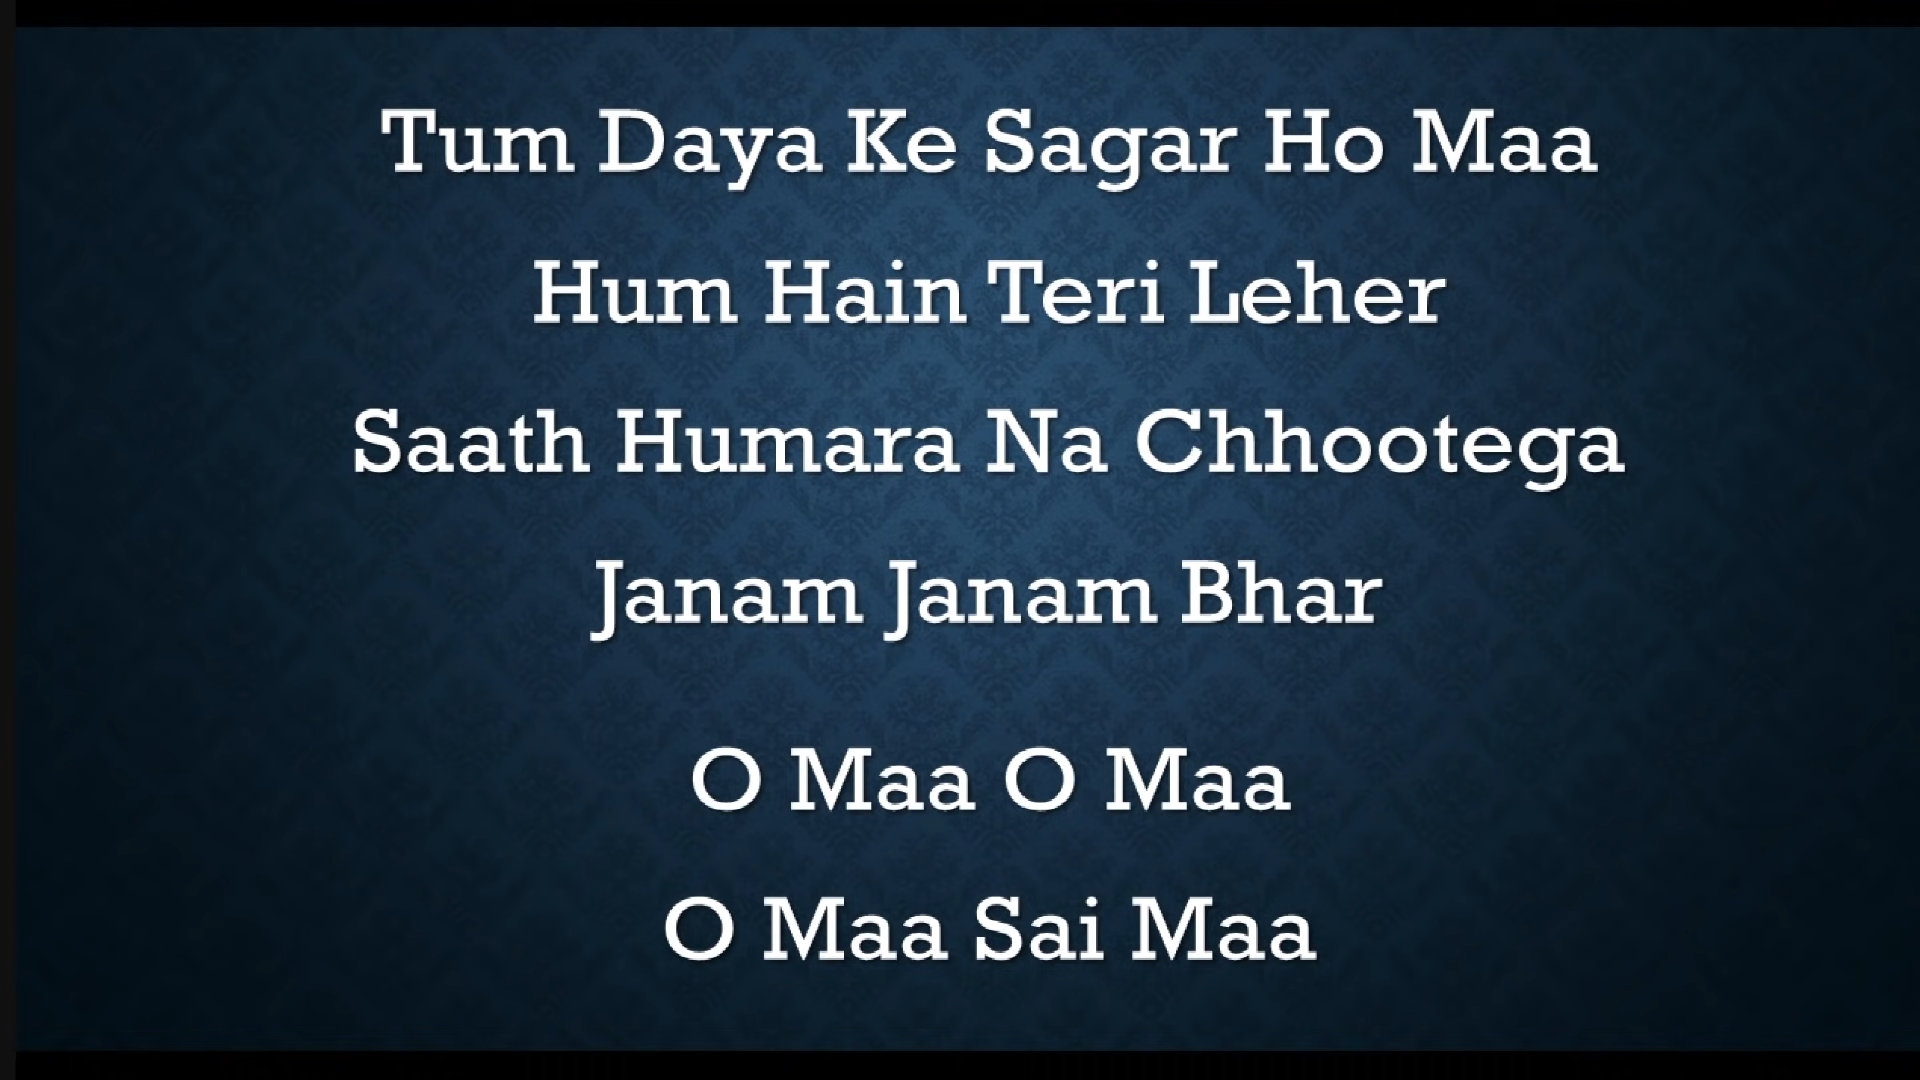 Tum Daya Ke Sagar Ho Maa
Hum Hain Teri Leher
Saath Humara Na Chhootega
Janam Janam Bhar
O Maa O Maa
O Maa Sai Maa